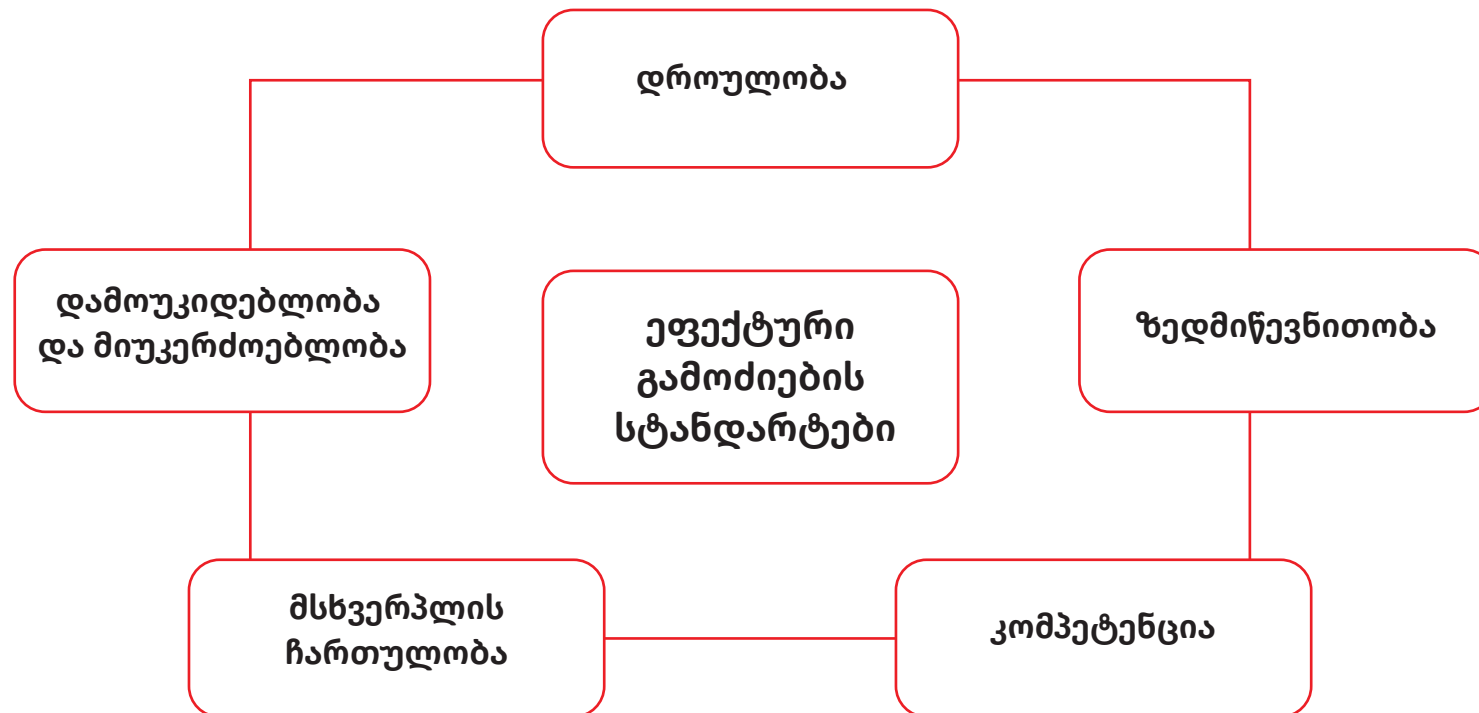 დროულობა
დამოუკიდებლობა
და მიუკერძოებლობა
ეფექტური
გამოძიების
სტანდარტები
ზედმიწევნითობა
მსხვერპლის
ჩართულობა
კომპეტენცია